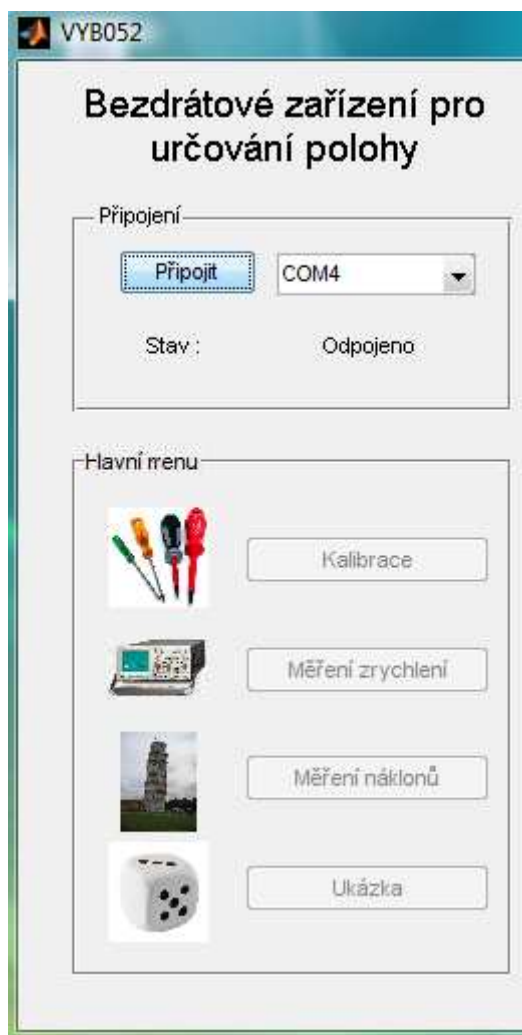 VYB052
Bezdrátové zařízení pro
určování polohy
Připojení
Připojit COM4
Stav : Odpojeno
Hlavní menu
Kalibrace
Měření zrychlení
Měření náklonů
Ukázka